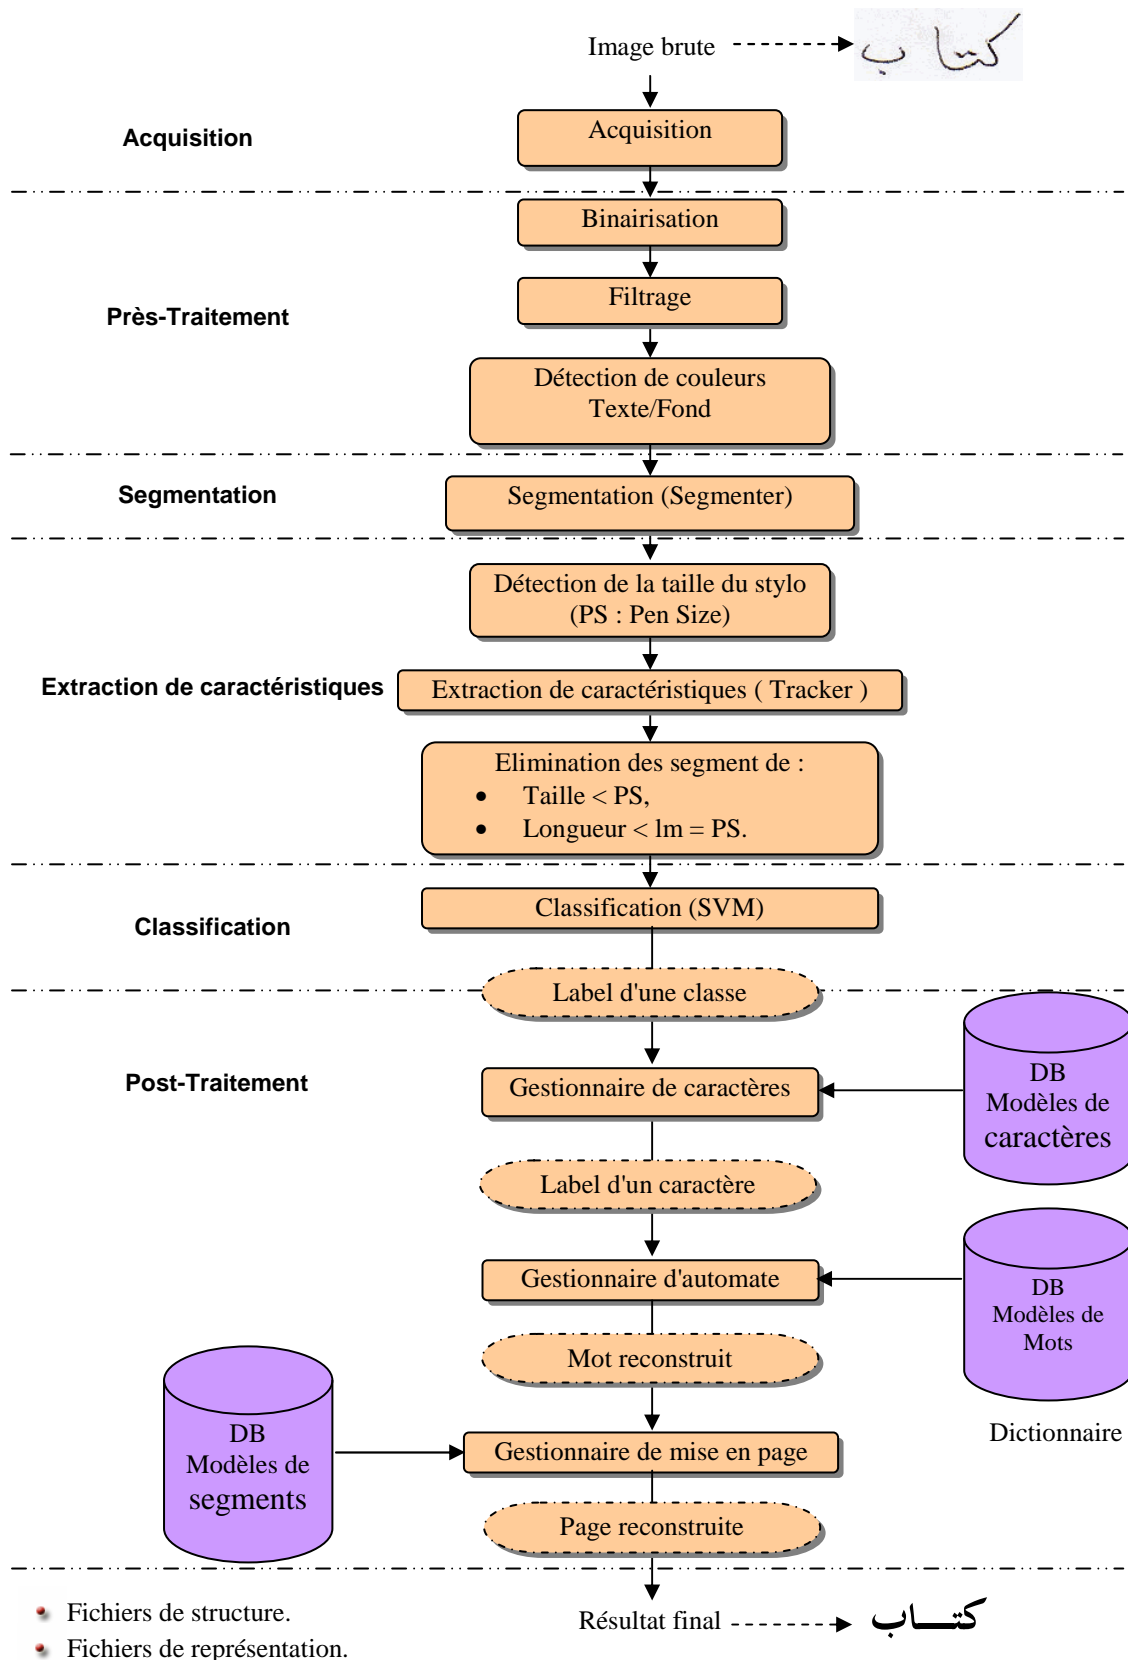 Image brute
كتاب
Acquisition
Acquisition
Binairisation
Près-Traitement
Filtrage
Détection de couleurs
Texte/Fond
Segmentation
Segmentation (Segmenter)
Détection de la taille du stylo
(PS : Pen Size)
Extraction de caractéristiques
Extraction de caractéristiques ( Tracker )
Elimination des segment de :
• Taille < PS,
• Longueur < lm = PS.
Classification
Classification (SVM)
Label d'une classe
Post-Traitement
Gestionnaire de caractères
DB
Modèles de
caractères
Label d'un caractère
Gestionnaire d'automate
DB
Modèles de
Mots
Mot reconstruit
Dictionnaire
DB
Modèles de
segments
Gestionnaire de mise en page
Page reconstruite
Résultat final
كتـــاب
• Fichiers de structure.
• Fichiers de représentation.